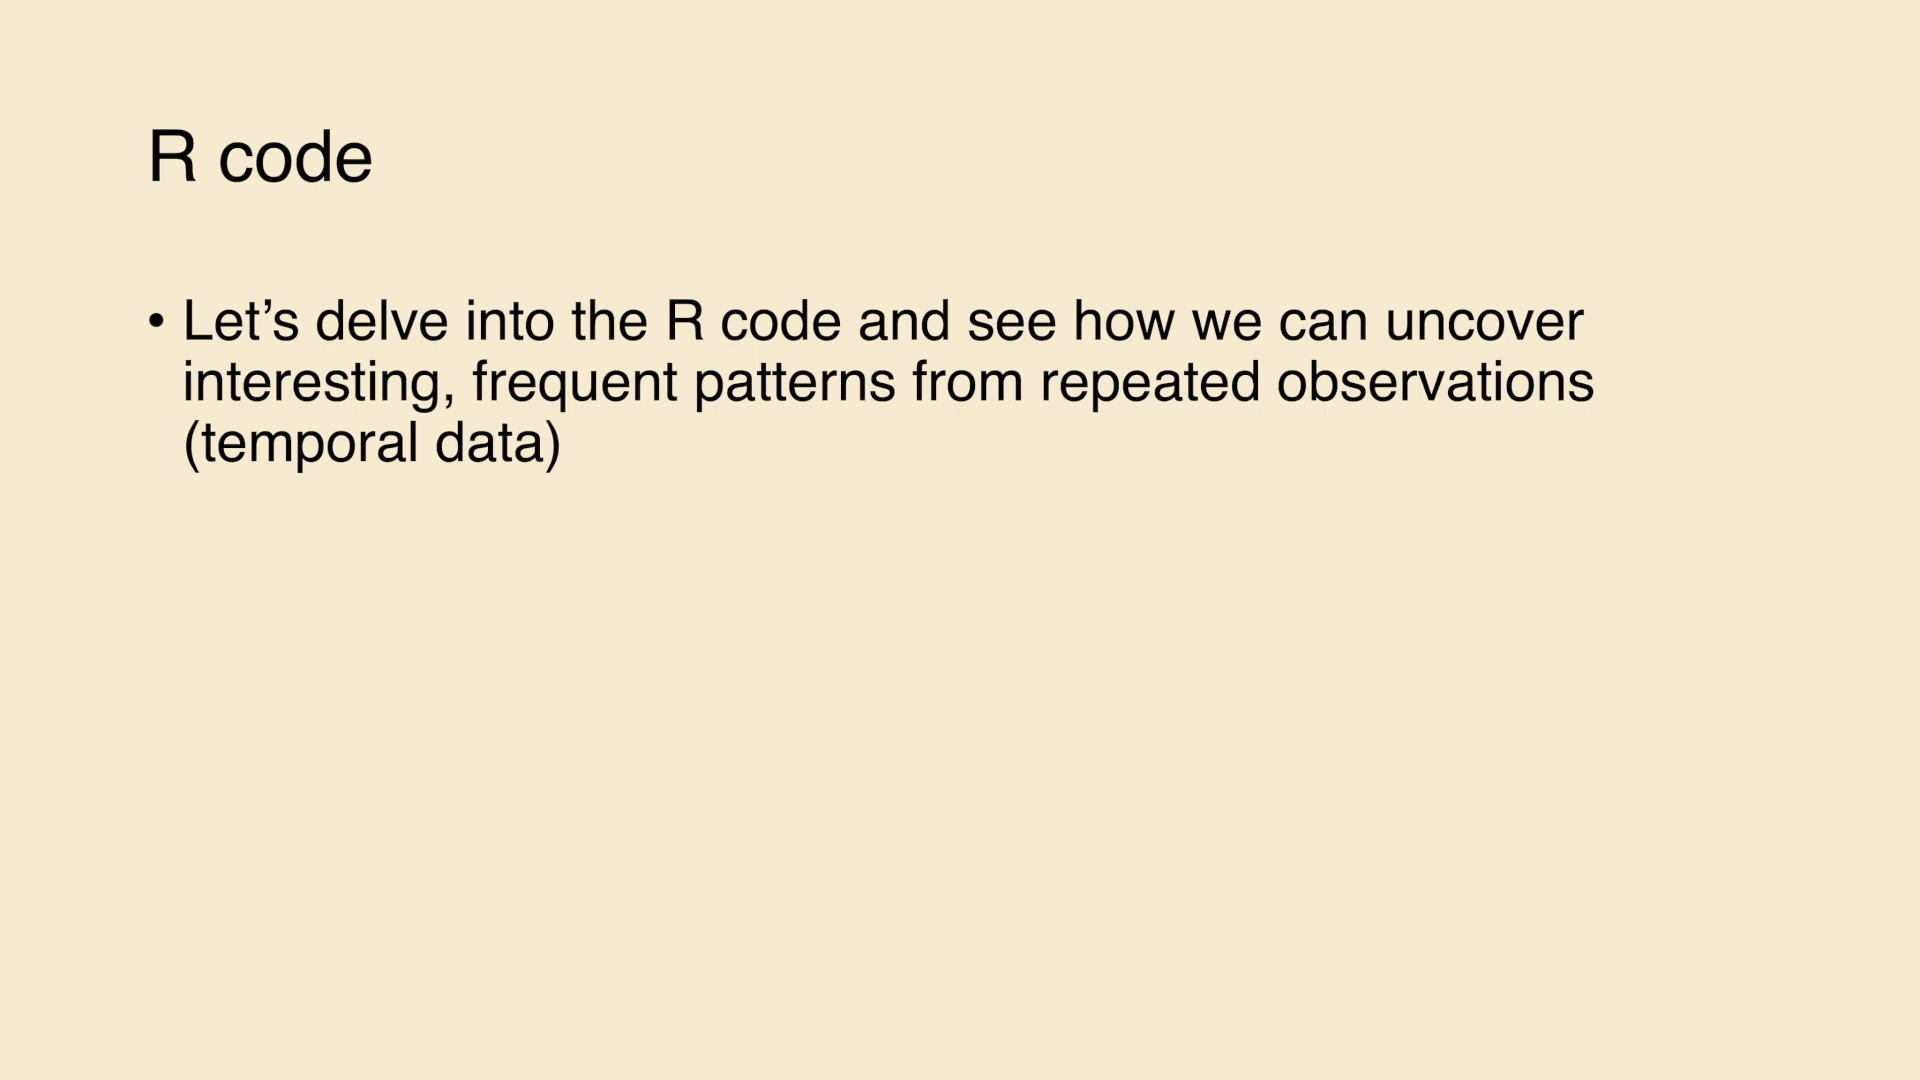 R code
• Let’s delve into the R code and see how we can uncover
interesting, frequent patterns from repeated observations
(temporal data)